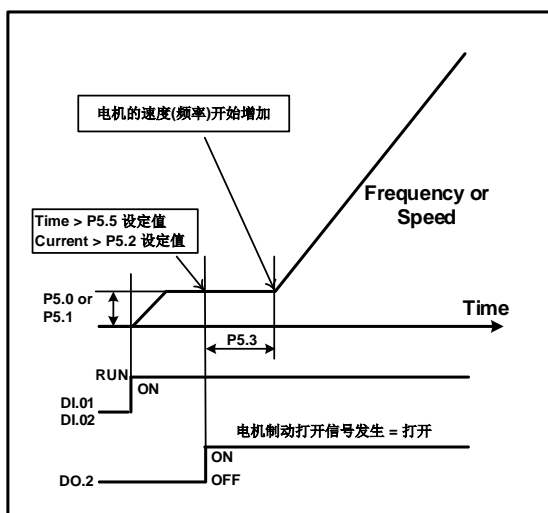 电机的速度(频率)开始增加
Frequency or
Speed
Time > P5.5 设定值
Current > P5.2 设定值
P5.0 or
P5.1
Time
P5.3
RUN
ON
DI.01
DI.02
电机制动打开信号发生 = 打开
ON
OFF
DO.2